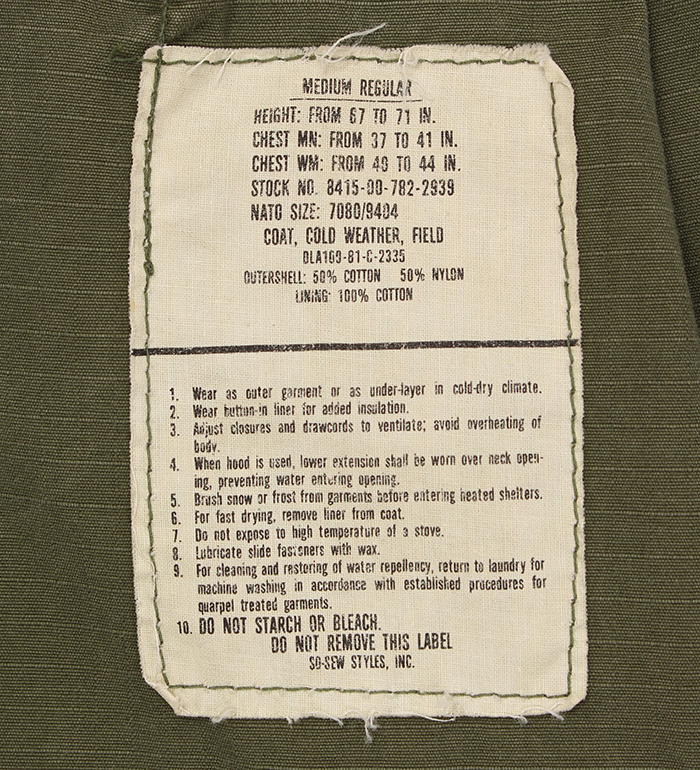 MEDIUM REGULAR
HEIGHT: FROM 67 TO 71 IN.
CHEST MN: FROM 37 TO 41 IN.
CHEST WM: FROM 40 TO 44 IN.
STOCK NO. 8415-00-782-2939
NATO SIZE: 7080/9404
COAT, COLD WEATHER, FIELD
DLA100-81-C-2335
OUTERSHELL: 50% COTTON 50% NYLON
LINING: 100% COTTON
1. Wear as outer garment or as under-layer in cold-dry climate.
2. Wear button-in liner for added insulation.
3. Adjust closures and drawcords to ventilate; avoid overheating of
body.
4. When hood is used, lower extension shall be worn over neck open-
ing, preventing water entering opening.
5. Brush snow or frost from garments before entering heated shelters.
6. For fast drying, remove liner from coat.
7. Do not expose to high temperature of a stove.
8. Lubricate slide fasteners with wax.
9. For cleaning and restoring of water repellency, return to laundry for
machine washing in accordance with established procedures for
quarpel treated garments.
10. DO NOT STARCH OR BLEACH.
DO NOT REMOVE THIS LABEL
SO-SEW STYLES, INC.